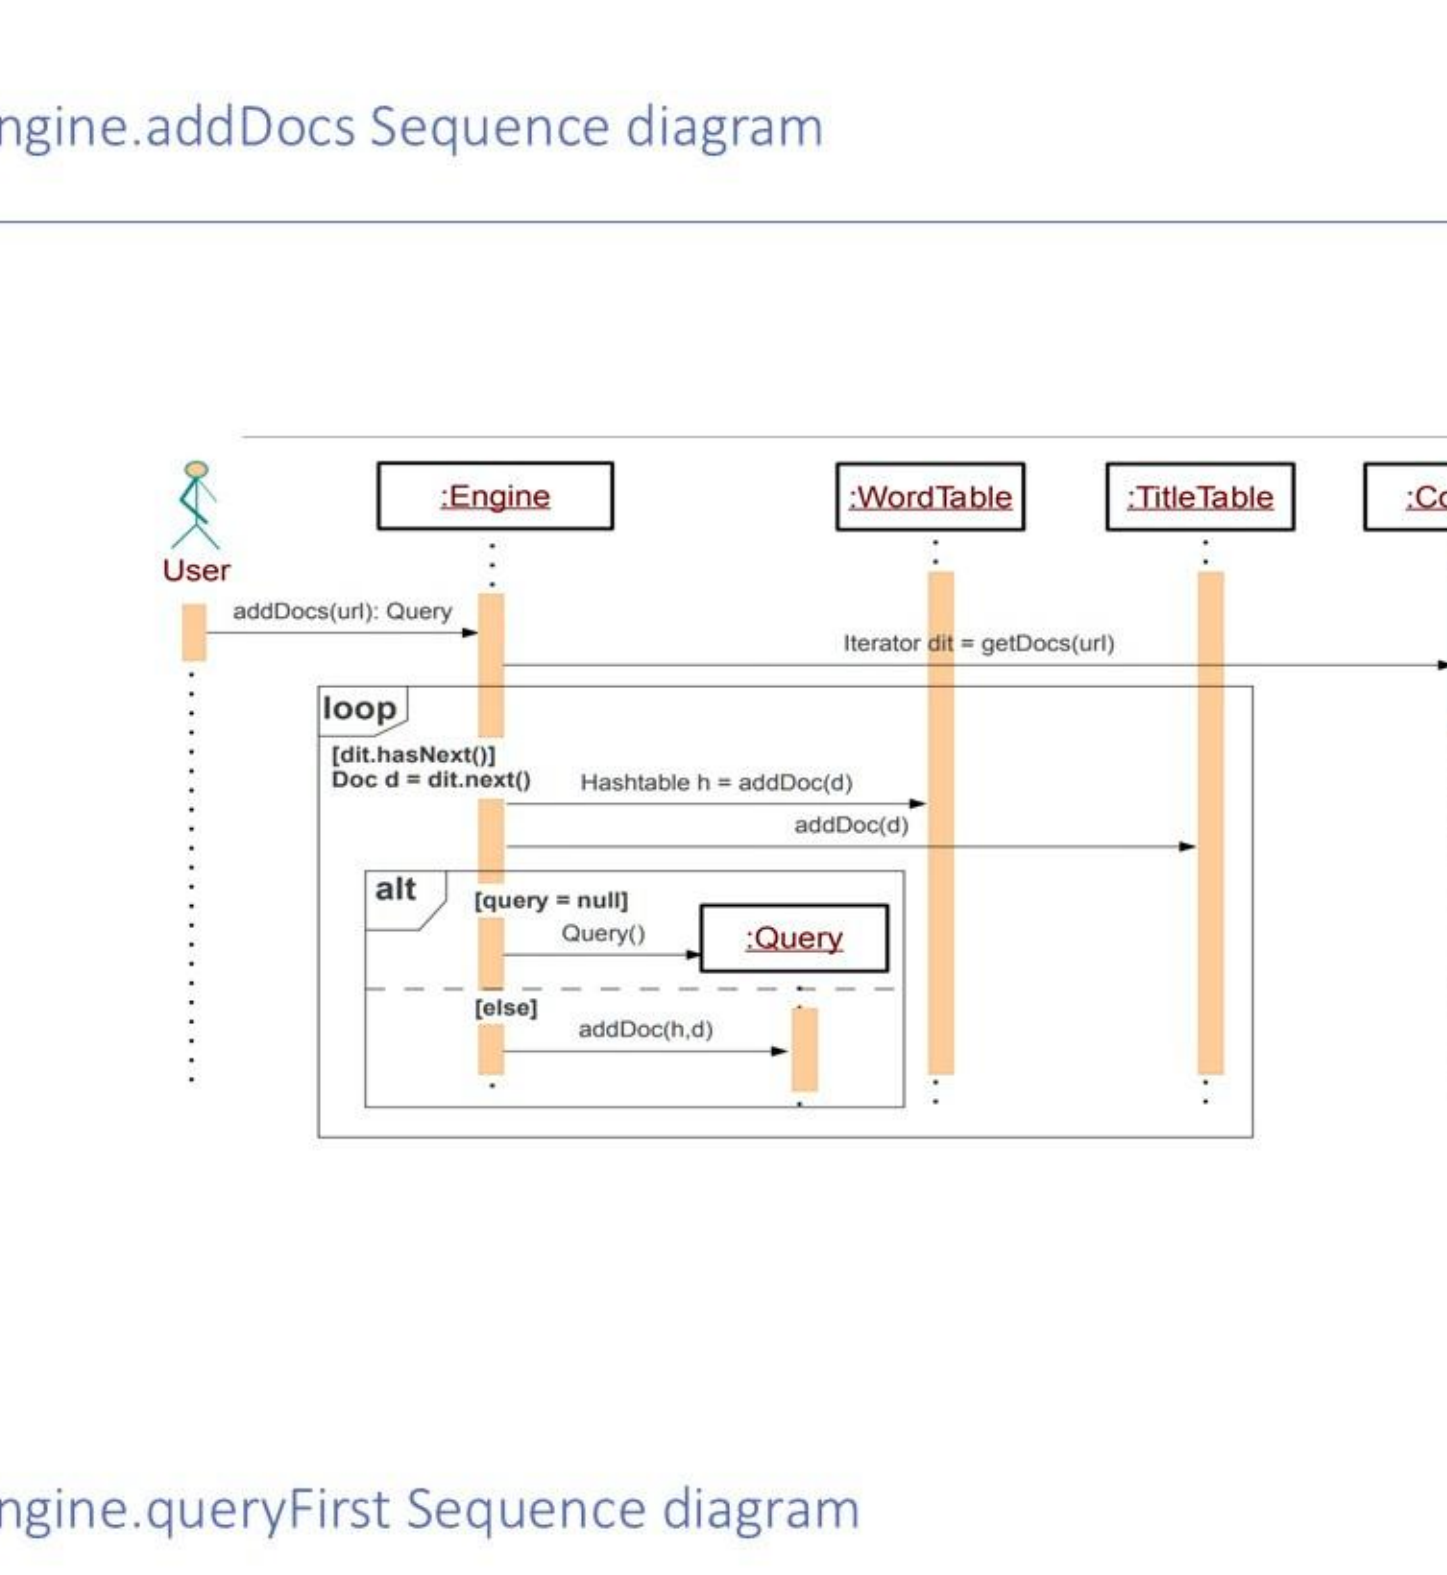 ngine.addDocs Sequence diagram
:Engine
:WordTable
:TitleTable
:Co
User
addDocs(url): Query
Iterator dit = getDocs(url)
loop
[dit.hasNext()]
Doc d = dit.next()
Hashtable h = addDoc(d)
addDoc(d)
alt
[query = null]
Query()
:Query
[else]
addDoc(h,d)
ngine.queryFirst Sequence diagram